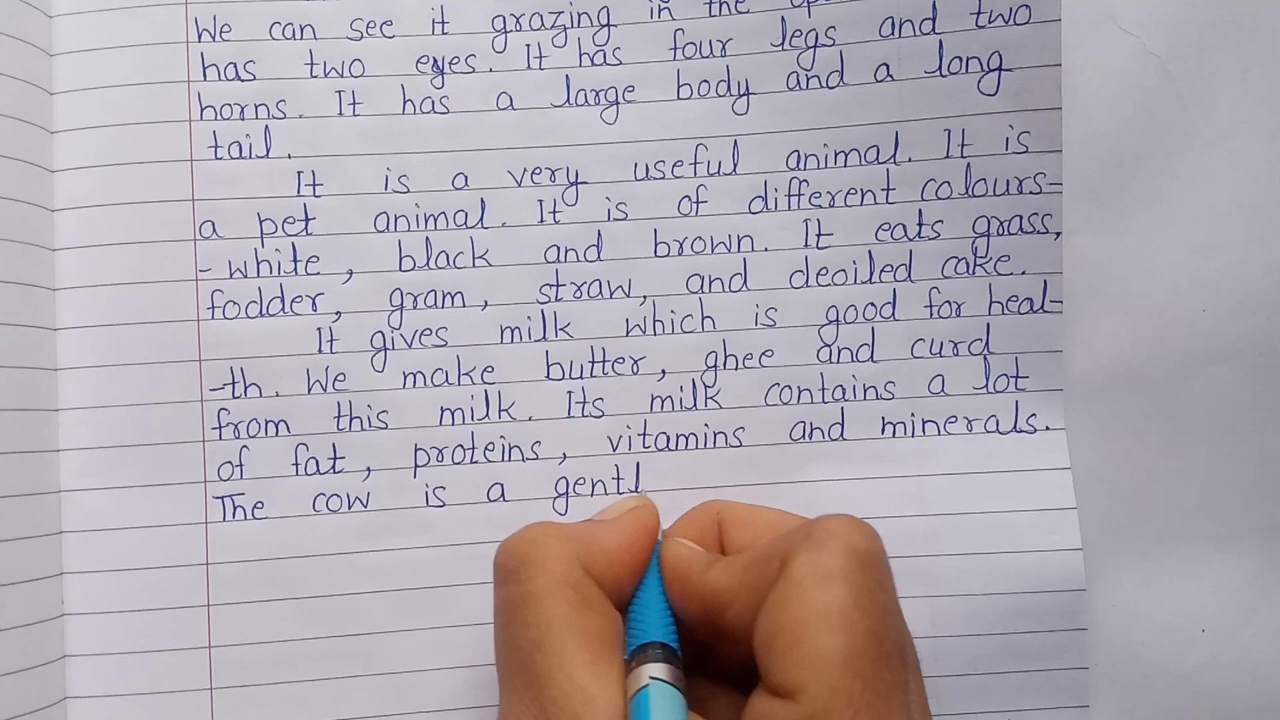 We can see it grazing in the
has two eyes. It has four legs and two
horns. It has a large body and a long
tail.
It is a very useful animal. It is
a pet animal. It is of different colours-
-white, black and brown. It eats grass,
fodder, gram, straw, and deoiled cake.
It gives milk which is good for heal-
-th. We make butter, ghee and curd
from this milk. Its milk contains a lot
of fat, proteins, vitamins and minerals.
The cow is a gentl